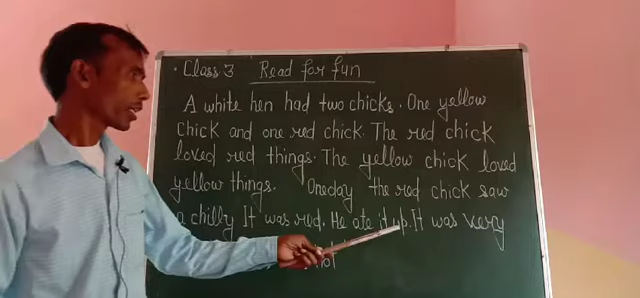 . Class 3 Read for fun
A white hen had two chicks. One yellow
chick and one red chick. The red chick
loved red things. The yellow chick loved
yellow things. Oneday the red chick saw
a chilly It was red. He ate it up. It was very
hot